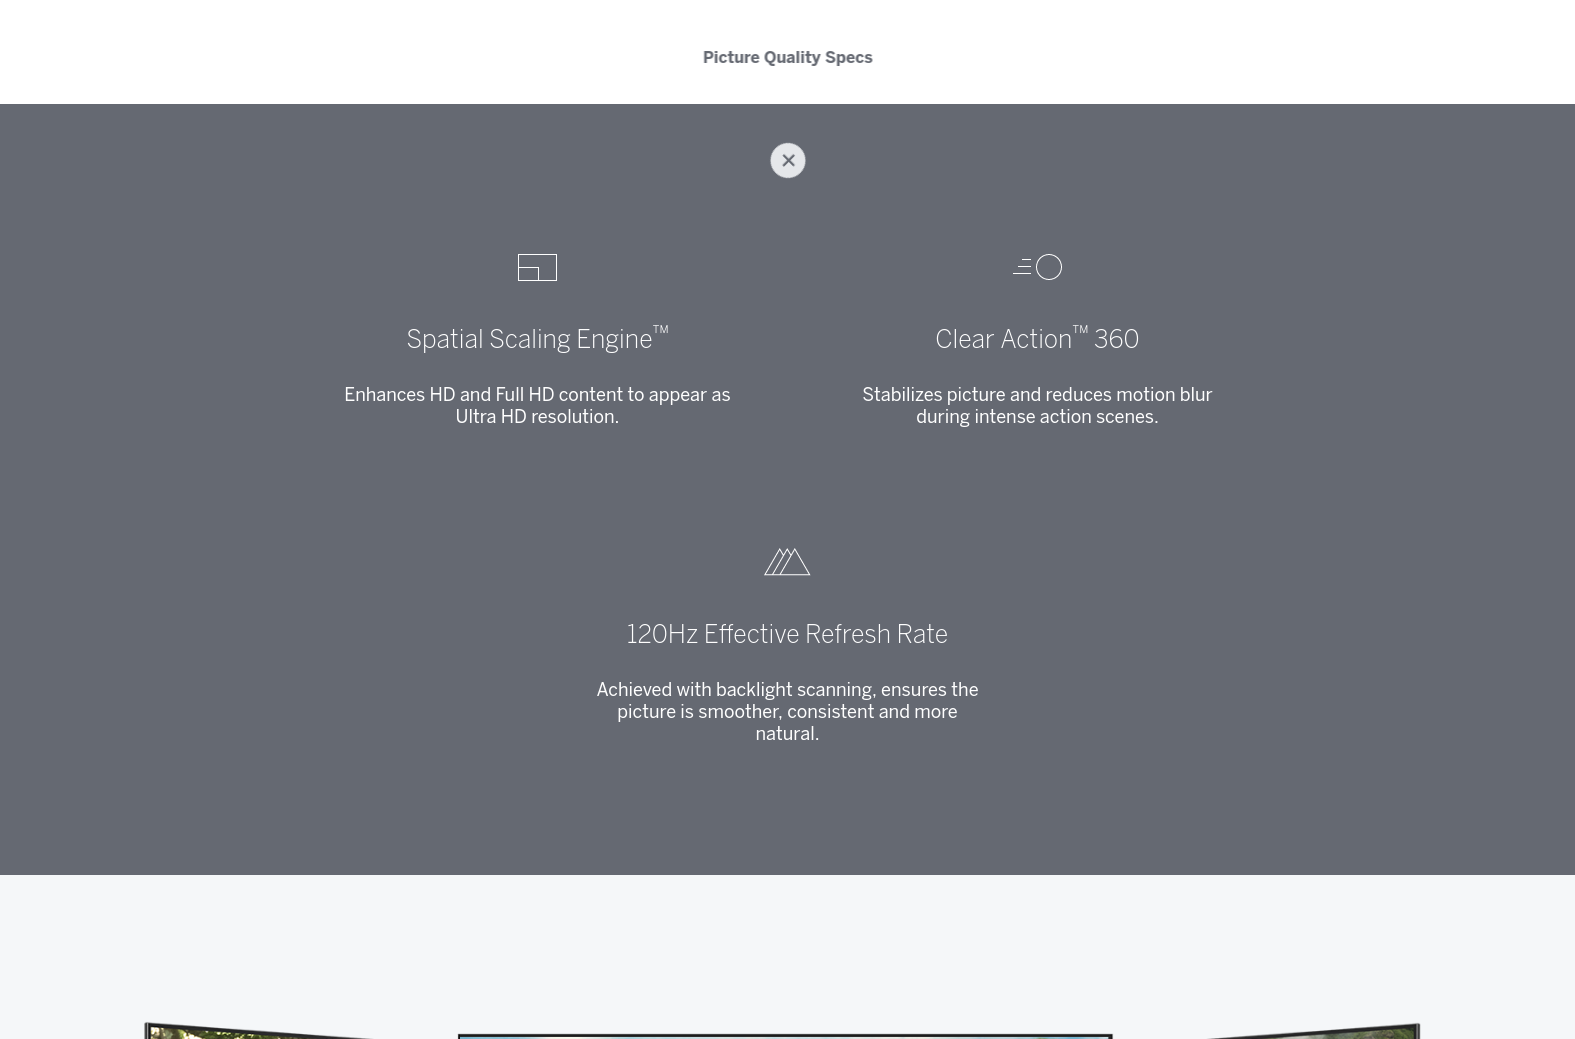 Picture Quality Specs
Spatial Scaling Engine™
Enhances HD and Full HD content to appear as
Ultra HD resolution.
Clear Action™ 360
Stabilizes picture and reduces motion blur
during intense action scenes.
120Hz Effective Refresh Rate
Achieved with backlight scanning, ensures the
picture is smoother, consistent and more
natural.